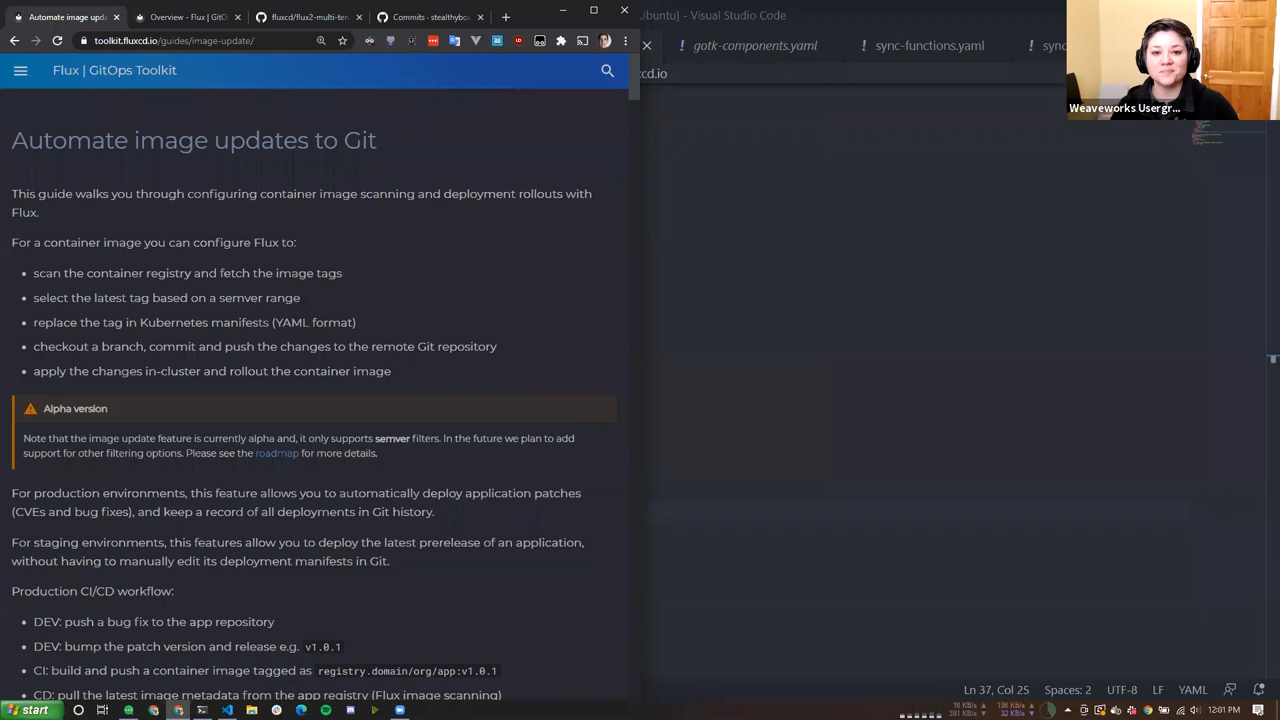 Automate image updates
Overview – Flux | GitO
fluxcd/flux2-multi-ten
Commits · stealthybox
Ubuntu] - Visual Studio Code
toolkit.fluxcd.io/guides/image-update/
gotk-components.yaml
sync-functions.yaml
Flux | GitOps Toolkit
cd.io
Weaveworks Usergr...
Automate image updates to Git
This guide walks you through configuring container image scanning and deployment rollouts with
Flux.
For a container image you can configure Flux to:
scan the container registry and fetch the image tags
select the latest tag based on a semver range
replace the tag in Kubernetes manifests (YAML format)
checkout a branch, commit and push the changes to the remote Git repository
apply the changes in-cluster and rollout the container image
Alpha version
Note that the image update feature is currently alpha and, it only supports semver filters. In the future we plan to add
support for other filtering options. Please see the roadmap for more details.
For production environments, this feature allows you to automatically deploy application patches
(CVEs and bug fixes), and keep a record of all deployments in Git history.
For staging environments, this features allow you to deploy the latest prerelease of an application,
without having to manually edit its deployment manifests in Git.
Production CI/CD workflow:
DEV: push a bug fix to the app repository
DEV: bump the patch version and release e.g. v1.0.1
CI: build and push a container image tagged as registry.domain/org/app:v1.0.1
CD: pull the latest image metadata from the app registry (Flux image scanning)
Ln 37, Col 25
Spaces: 2
UTF-8
LF
YAML
start
16 KB/s
196 KB/s
391 KB/s
32 KB/s
12:01 PM